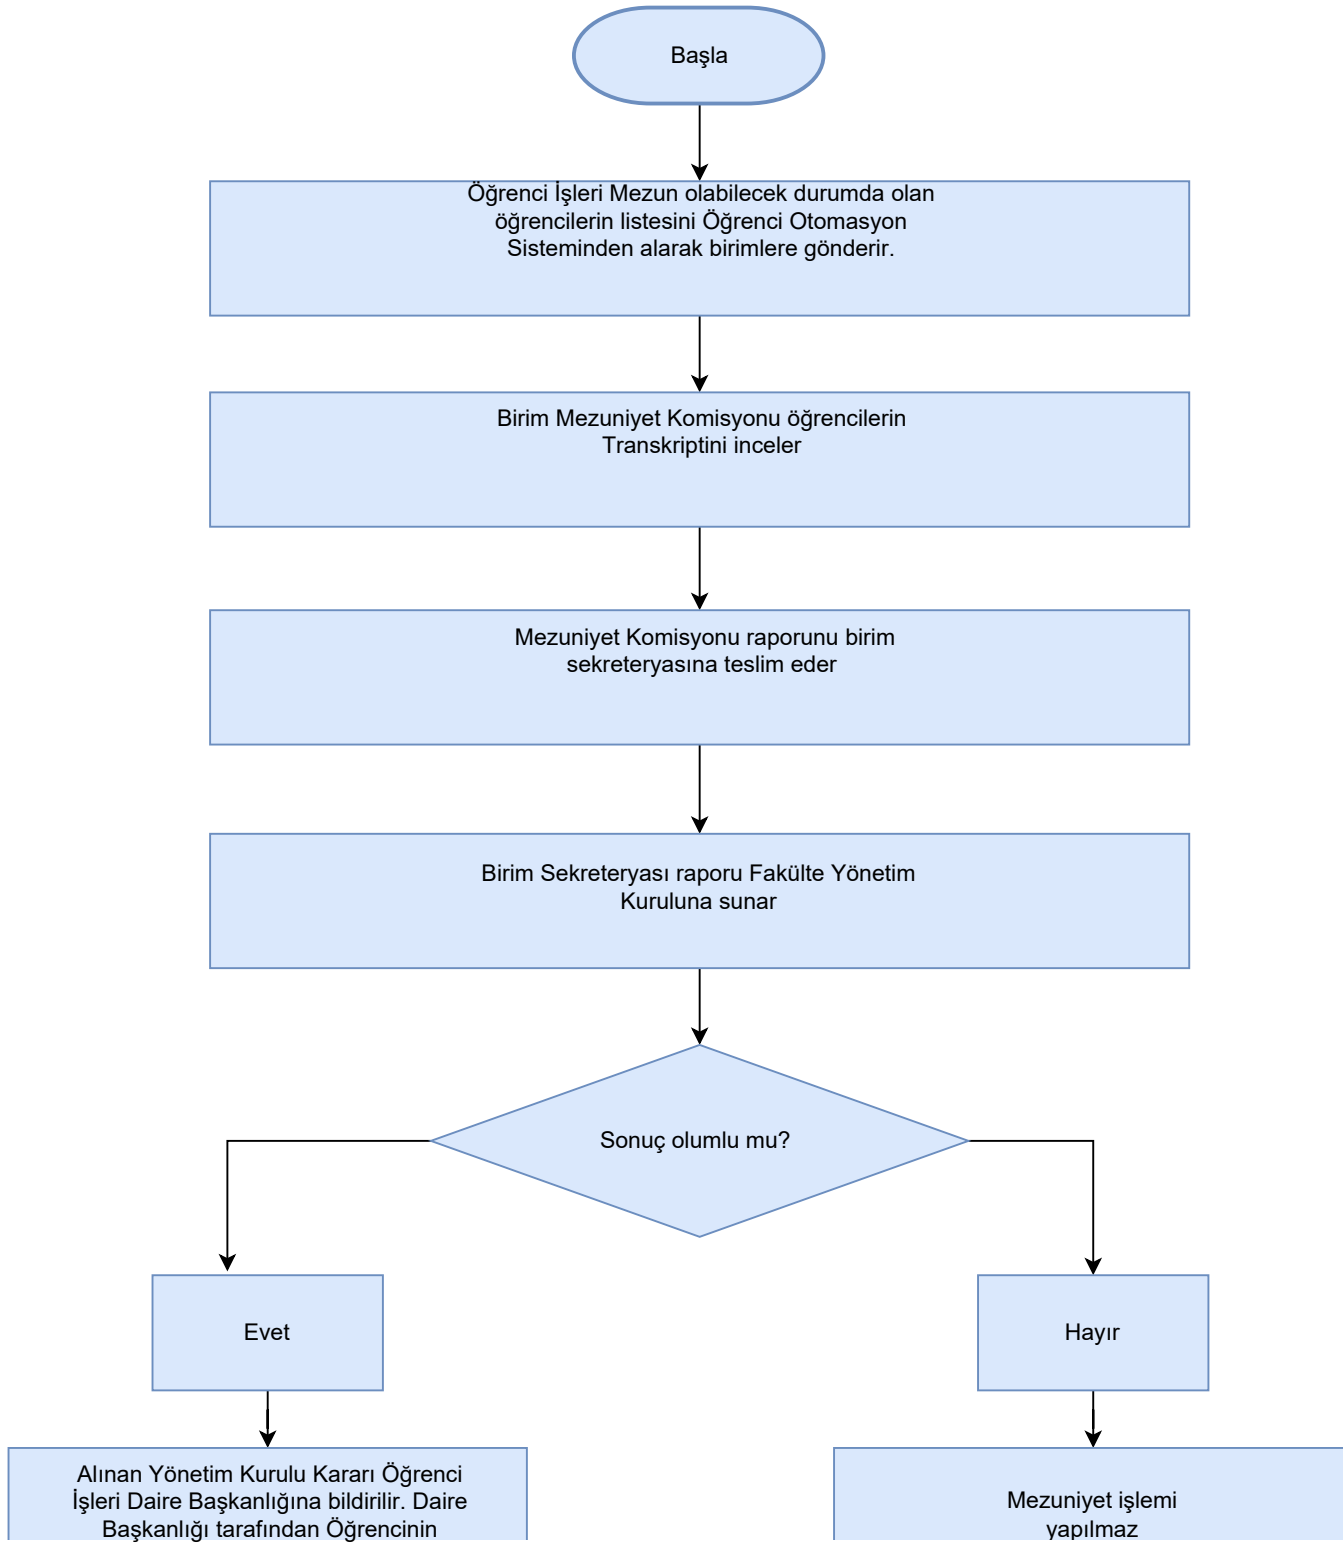 Başla
Öğrenci İşleri Mezun olabilecek durumda olan
öğrencilerin listesini Öğrenci Otomasyon
Sisteminden alarak birimlere gönderir.
Birim Mezuniyet Komisyonu öğrencilerin
Transkriptini inceler
Mezuniyet Komisyonu raporunu birim
sekreteryasına teslim eder
Birim Sekreteryası raporu Fakülte Yönetim
Kuruluna sunar
Sonuç olumlu mu?
Evet
Hayır
Alınan Yönetim Kurulu Kararı Öğrenci
İşleri Daire Başkanlığına bildirilir. Daire
Başkanlığı tarafından Öğrencinin
Mezuniyet işlemi
yapılmaz